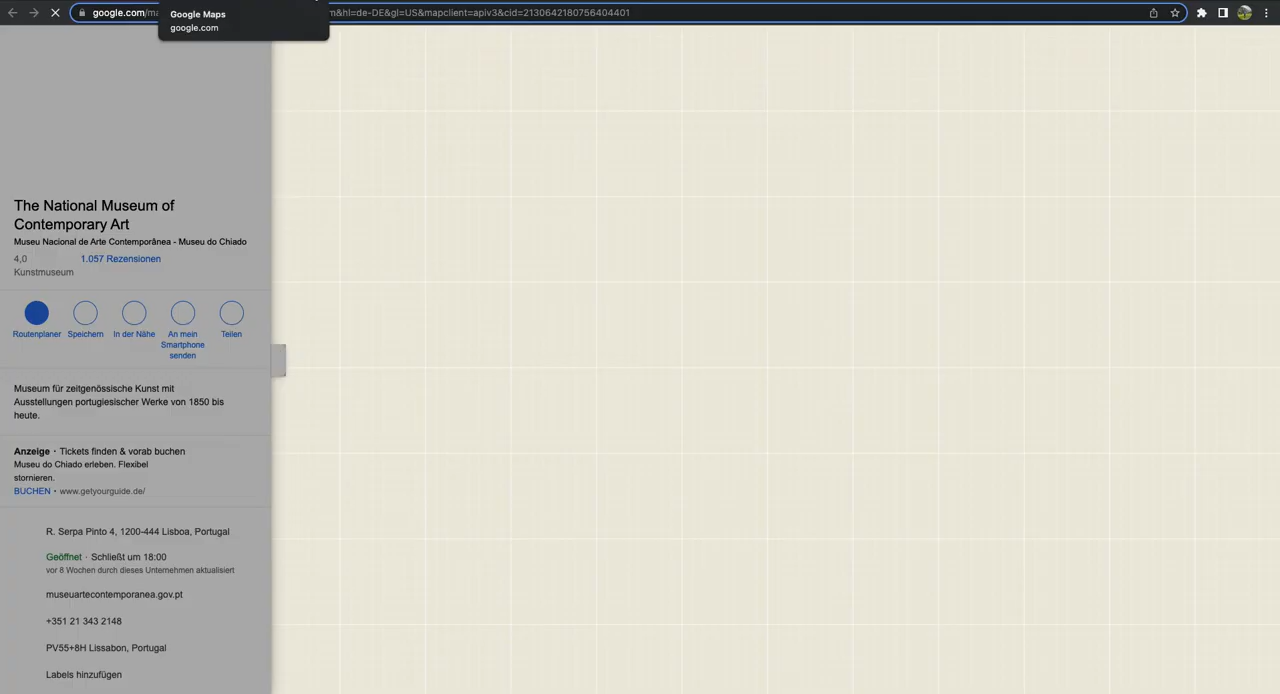 Google Maps
google.com
google.com/ma
m&hl=de-DE&gl=US&mapclient=apiv3&cid=2130642180756404401
The National Museum of
Contemporary Art
Museu Nacional de Arte Contemporânea - Museu do Chiado
4,0 1.057 Rezensionen
Kunstmuseum
Routenplaner Speichern In der Nähe An mein Smartphone senden Teilen
Museum für zeitgenössische Kunst mit
Ausstellungen portugiesischer Werke von 1850 bis
heute.
Anzeige · Tickets finden & vorab buchen
Museu do Chiado erleben. Flexibel
stornieren.
BUCHEN • www.getyourguide.de/
R. Serpa Pinto 4, 1200-444 Lisboa, Portugal
Geöffnet · Schließt um 18:00
vor 8 Wochen durch dieses Unternehmen aktualisiert
museuartecontemporanea.gov.pt
+351 21 343 2148
PV55+8H Lissabon, Portugal
Labels hinzufügen